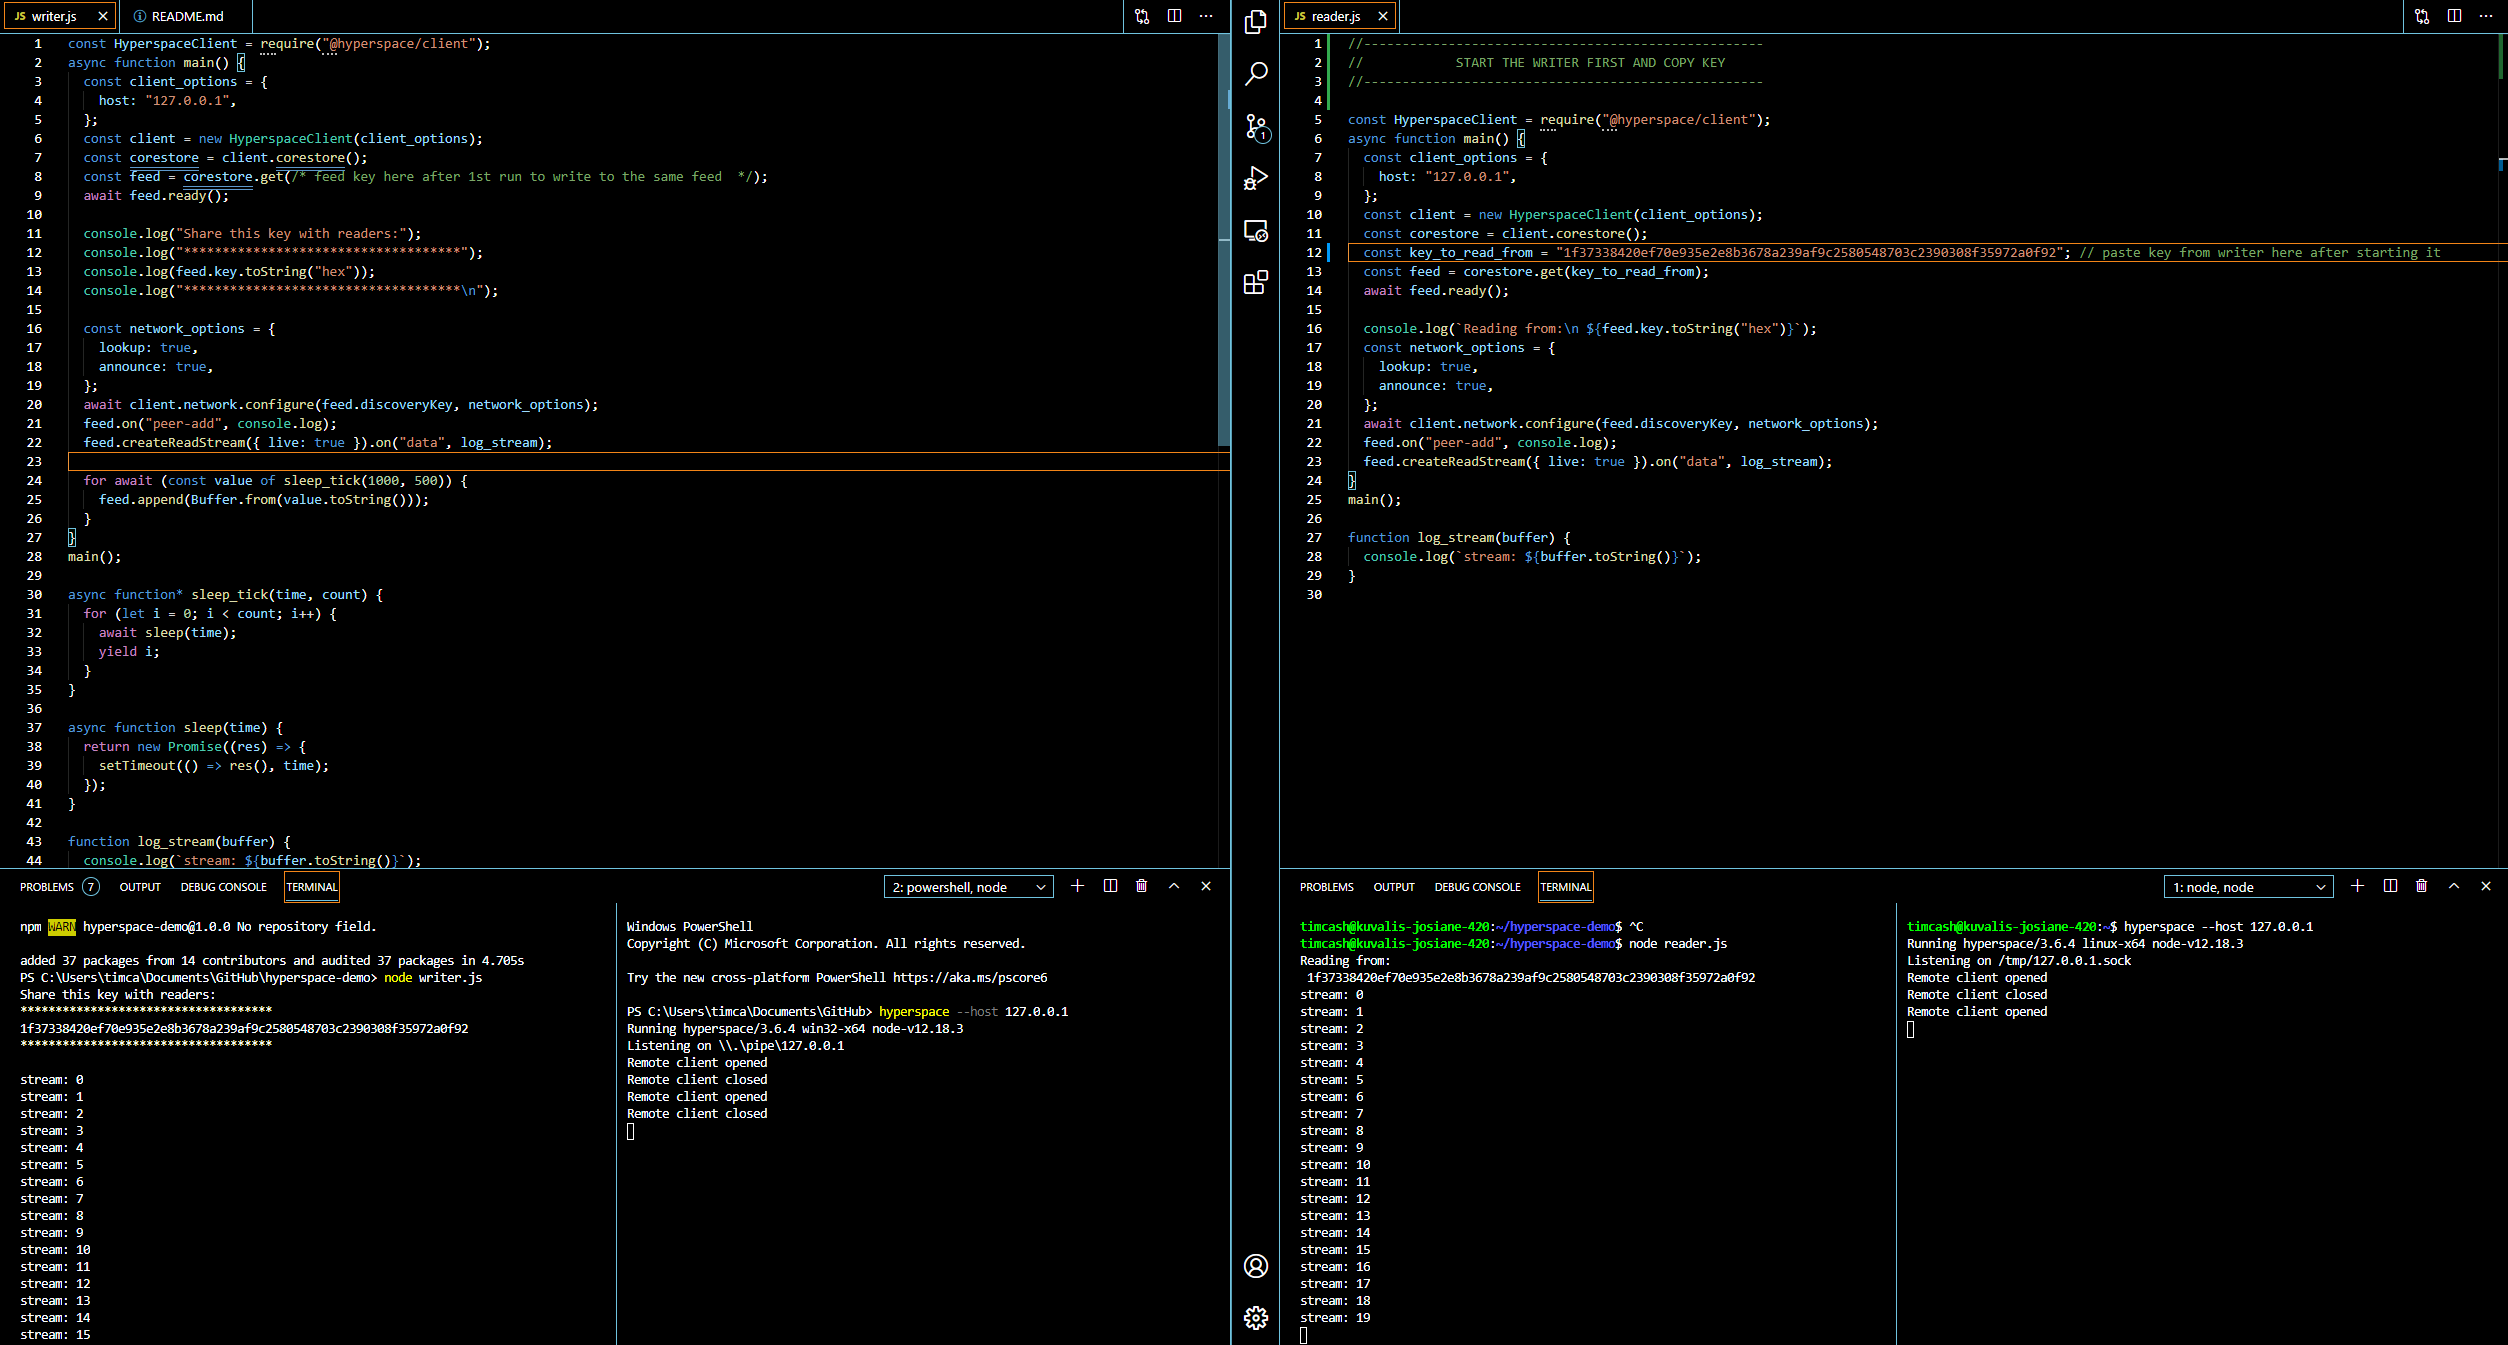 JS writer.js
README.md
1 const HyperspaceClient = require("@hyperspace/client");
2 async function main() {
3 const client_options = {
4 host: "127.0.0.1",
5 };
6 const client = new HyperspaceClient(client_options);
7 const corestore = client.corestore();
8 const feed = corestore.get(/* feed key here after 1st run to write to the same feed  */);
9 await feed.ready();
10
11 console.log("Share this key with readers:");
12 console.log("************************************");
13 console.log(feed.key.toString("hex"));
14 console.log("************************************\n");
15
16 const network_options = {
17 lookup: true,
18 announce: true,
19 };
20 await client.network.configure(feed.discoveryKey, network_options);
21 feed.on("peer-add", console.log);
22 feed.createReadStream({ live: true }).on("data", log_stream);
23
24 for await (const value of sleep_tick(1000, 500)) {
25 feed.append(Buffer.from(value.toString()));
26 }
27 }
28 main();
29
30 async function* sleep_tick(time, count) {
31 for (let i = 0; i < count; i++) {
32 await sleep(time);
33 yield i;
34 }
35 }
36
37 async function sleep(time) {
38 return new Promise((res) => {
39 setTimeout(() => res(), time);
40 });
41 }
42
43 function log_stream(buffer) {
44 console.log(`stream: ${buffer.toString()}`);
PROBLEMS 7 OUTPUT DEBUG CONSOLE TERMINAL
2: powershell, node
npm WARN hyperspace-demo@1.0.0 No repository field.
added 37 packages from 14 contributors and audited 37 packages in 4.705s
PS C:\Users\timca\Documents\GitHub\hyperspace-demo> node writer.js
Share this key with readers:
************************************
1f37338420ef70e935e2e8b3678a239af9c2580548703c2390308f35972a0f92
************************************
stream: 0
stream: 1
stream: 2
stream: 3
stream: 4
stream: 5
stream: 6
stream: 7
stream: 8
stream: 9
stream: 10
stream: 11
stream: 12
stream: 13
stream: 14
stream: 15
Windows PowerShell
Copyright (C) Microsoft Corporation. All rights reserved.
Try the new cross-platform PowerShell https://aka.ms/pscore6
PS C:\Users\timca\Documents\GitHub> hyperspace --host 127.0.0.1
Running hyperspace/3.6.4 win32-x64 node-v12.18.3
Listening on \\.\pipe\127.0.0.1
Remote client opened
Remote client closed
Remote client opened
Remote client closed
1
JS reader.js
1 //----------------------------------------------------
2 // START THE WRITER FIRST AND COPY KEY
3 //----------------------------------------------------
4
5 const HyperspaceClient = require("@hyperspace/client");
6 async function main() {
7 const client_options = {
8 host: "127.0.0.1",
9 };
10 const client = new HyperspaceClient(client_options);
11 const corestore = client.corestore();
12 const key_to_read_from = "1f37338420ef70e935e2e8b3678a239af9c2580548703c2390308f35972a0f92"; // paste key from writer here after starting it
13 const feed = corestore.get(key_to_read_from);
14 await feed.ready();
15
16 console.log(`Reading from:\n ${feed.key.toString("hex")}`);
17 const network_options = {
18 lookup: true,
19 announce: true,
20 };
21 await client.network.configure(feed.discoveryKey, network_options);
22 feed.on("peer-add", console.log);
23 feed.createReadStream({ live: true }).on("data", log_stream);
24 }
25 main();
26
27 function log_stream(buffer) {
28 console.log(`stream: ${buffer.toString()}`);
29 }
30
PROBLEMS OUTPUT DEBUG CONSOLE TERMINAL
1: node, node
timcash@kuvalis-josiane-420:~/hyperspace-demo$ ^C
timcash@kuvalis-josiane-420:~/hyperspace-demo$ node reader.js
Reading from:
1f37338420ef70e935e2e8b3678a239af9c2580548703c2390308f35972a0f92
stream: 0
stream: 1
stream: 2
stream: 3
stream: 4
stream: 5
stream: 6
stream: 7
stream: 8
stream: 9
stream: 10
stream: 11
stream: 12
stream: 13
stream: 14
stream: 15
stream: 16
stream: 17
stream: 18
stream: 19
timcash@kuvalis-josiane-420:~$ hyperspace --host 127.0.0.1
Running hyperspace/3.6.4 linux-x64 node-v12.18.3
Listening on /tmp/127.0.0.1.sock
Remote client opened
Remote client closed
Remote client opened